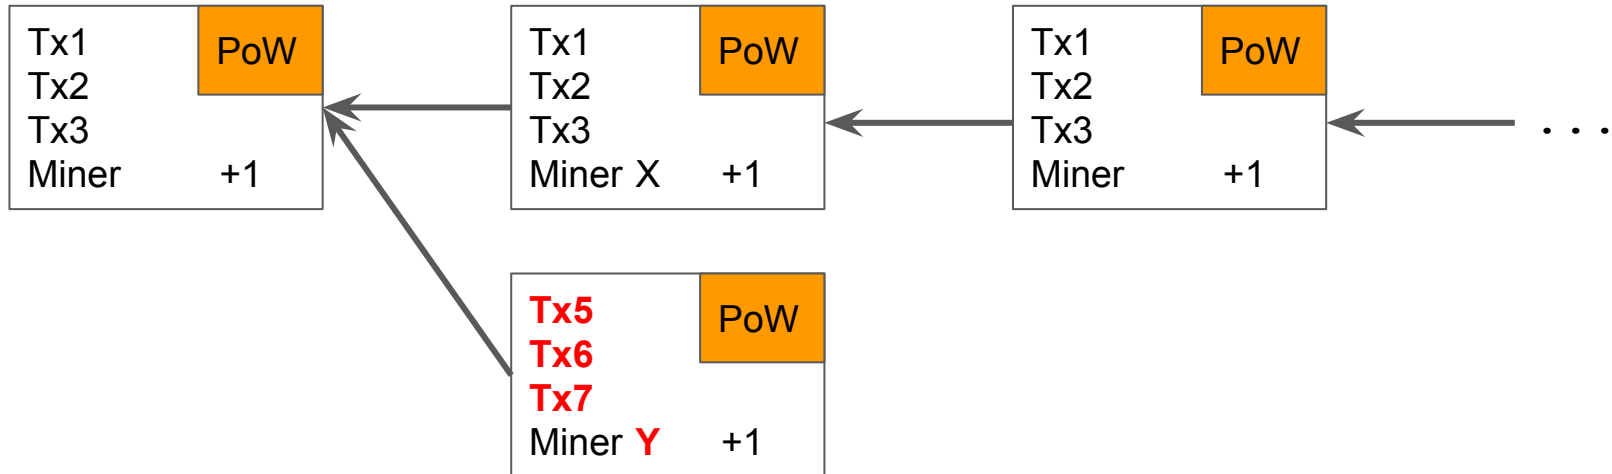 Tx1
Tx2
Tx3
Miner +1
PoW
Tx1
Tx2
Tx3
Miner X +1
PoW
Tx1
Tx2
Tx3
Miner +1
PoW
. . .
Tx5
Tx6
Tx7
Miner Y +1
PoW